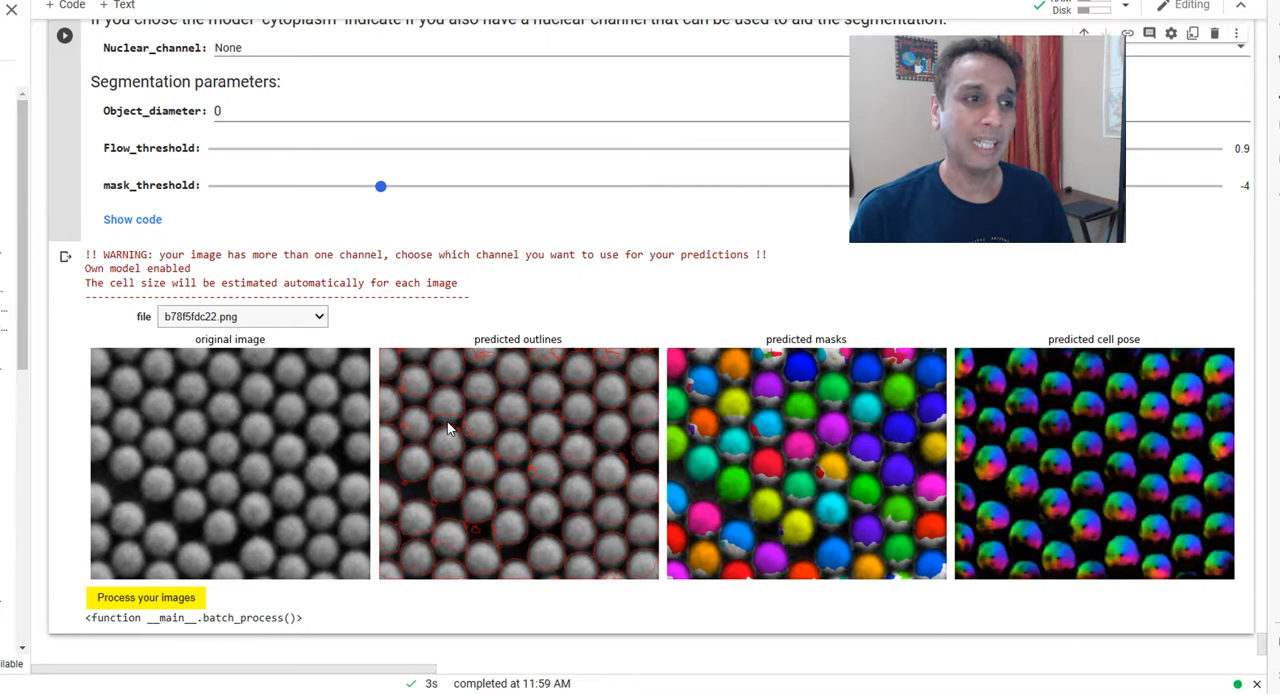 + Code + Text
Disk
Editing
If you chose the model "cytoplasm" indicate if you also have a nuclear channel that can be used to aid the segmentation.
Nuclear_channel: None
Segmentation parameters:
Object_diameter: 0
Flow_threshold: 0.9
mask_threshold: -4
Show code
!! WARNING: your image has more than one channel, choose which channel you want to use for your predictions !!
Own model enabled
The cell size will be estimated automatically for each image
----------------------------------------------------------------
file b78f5fdc22.png
original image predicted outlines predicted masks predicted cell pose
Process your images
<function __main__.batch_process()>
ilable
3s completed at 11:59 AM